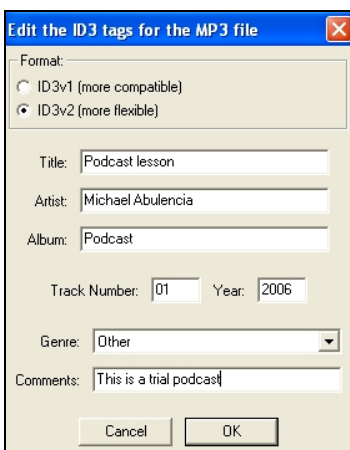 Edit the ID3 tags for the MP3 file
Format:
ID3v1 (more compatible)
ID3v2 (more flexible)
Title: Podcast lesson
Artist: Michael Abulencia
Album: Podcast
Track Number: 01 Year: 2006
Genre: Other
Comments: This is a trial podcast
Cancel OK